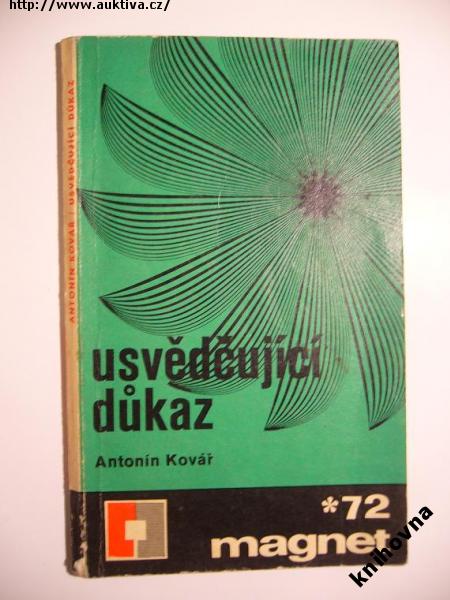 http://www.auktiva.cz/
ANTONÍN KOVÁŘ / USVĚDČUJÍCÍ DŮKAZ
usvědčující
důkaz
Antonín Kovář
*72
magnet
knihovna